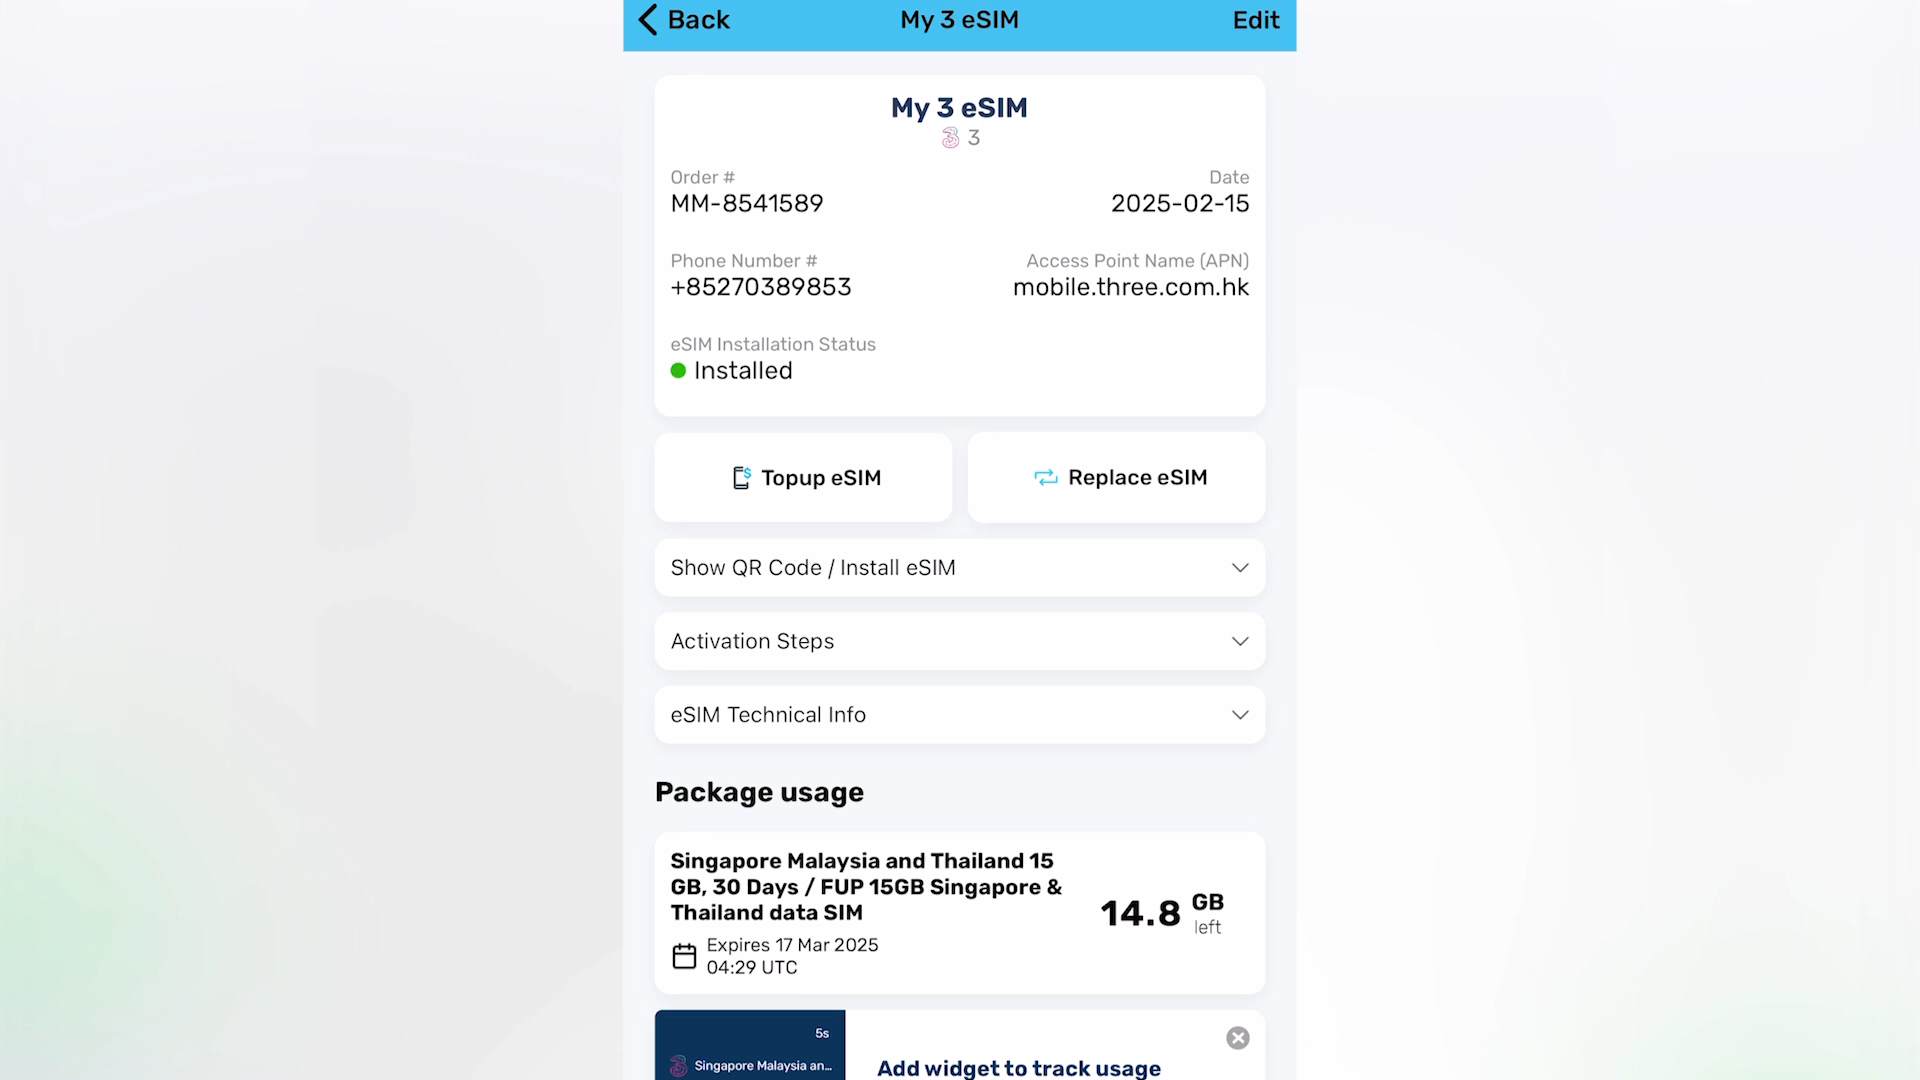 Back
My 3 eSIM
Edit
My 3 eSIM
3
Order #
Date
MM-8541589
2025-02-15
Phone Number #
Access Point Name (APN)
+85270389853
mobile.three.com.hk
eSIM Installation Status
Installed
Topup eSIM
Replace eSIM
Show QR Code / Install eSIM
Activation Steps
eSIM Technical Info
Package usage
Singapore Malaysia and Thailand 15
GB, 30 Days / FUP 15GB Singapore &
Thailand data SIM
14.8 GB
left
Expires 17 Mar 2025
04:29 UTC
5s
Singapore Malaysia an...
Add widget to track usage